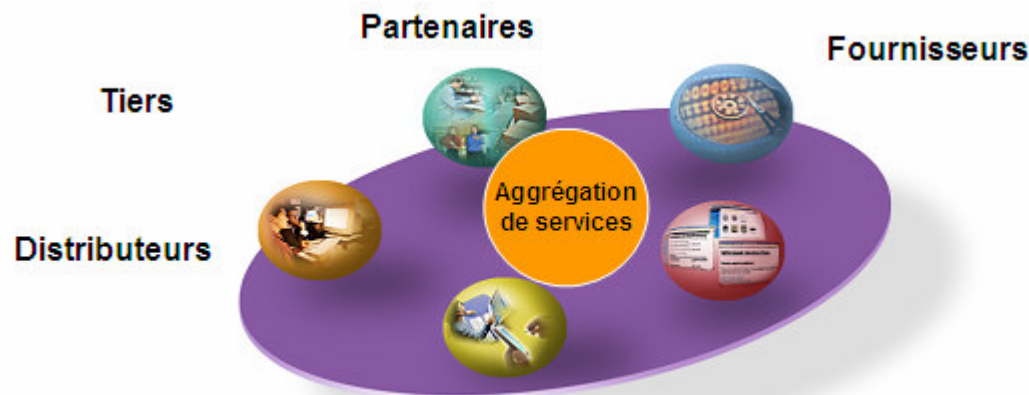 Partenaires
Fournisseurs
Tiers
Aggrégation
de services
Distributeurs